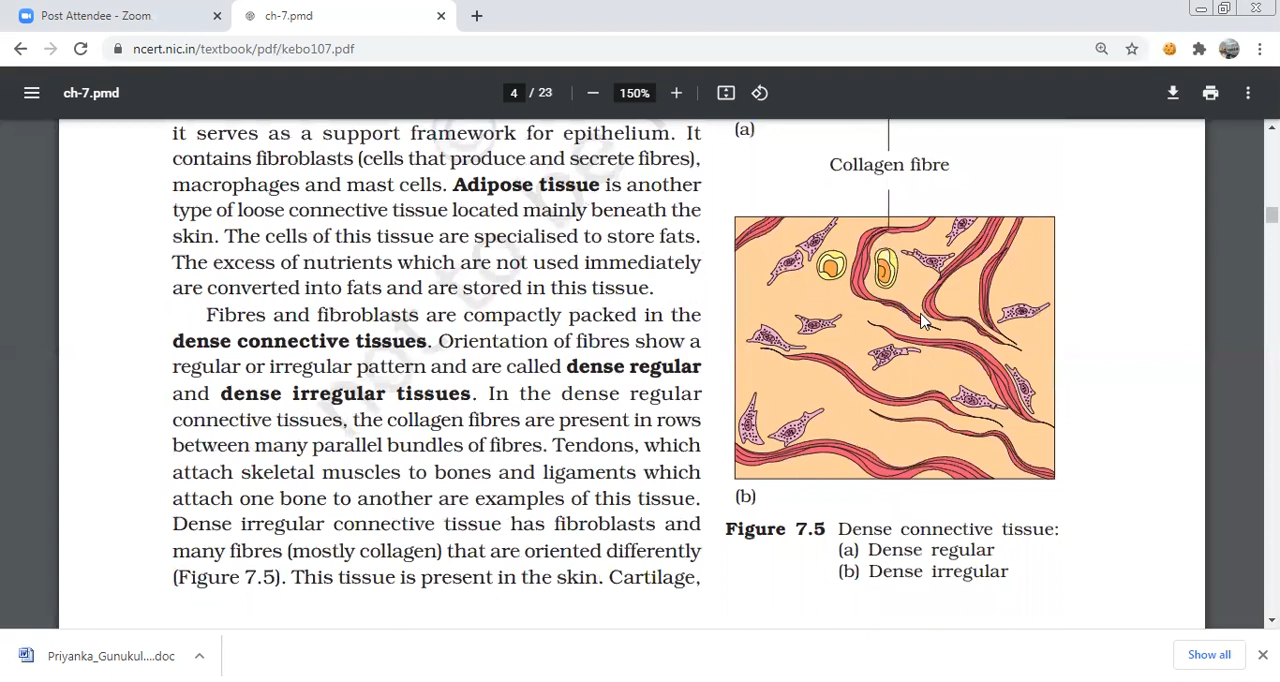 Post Attendee - Zoom
ch-7.pmd
ncert.nic.in/textbook/pdf/kebo107.pdf
ch-7.pmd
4 / 23
150%
it serves as a support framework for epithelium. It
contains fibroblasts (cells that produce and secrete fibres),
macrophages and mast cells. Adipose tissue is another
type of loose connective tissue located mainly beneath the
skin. The cells of this tissue are specialised to store fats.
The excess of nutrients which are not used immediately
are converted into fats and are stored in this tissue.
Fibres and fibroblasts are compactly packed in the
dense connective tissues. Orientation of fibres show a
regular or irregular pattern and are called dense regular
and dense irregular tissues. In the dense regular
connective tissues, the collagen fibres are present in rows
between many parallel bundles of fibres. Tendons, which
attach skeletal muscles to bones and ligaments which
attach one bone to another are examples of this tissue.
Dense irregular connective tissue has fibroblasts and
many fibres (mostly collagen) that are oriented differently
(Figure 7.5). This tissue is present in the skin. Cartilage,
(a)
Collagen fibre
(b)
Figure 7.5 Dense connective tissue:
(a) Dense regular
(b) Dense irregular
not to be
©
Priyanka_Gunukul....doc
Show all